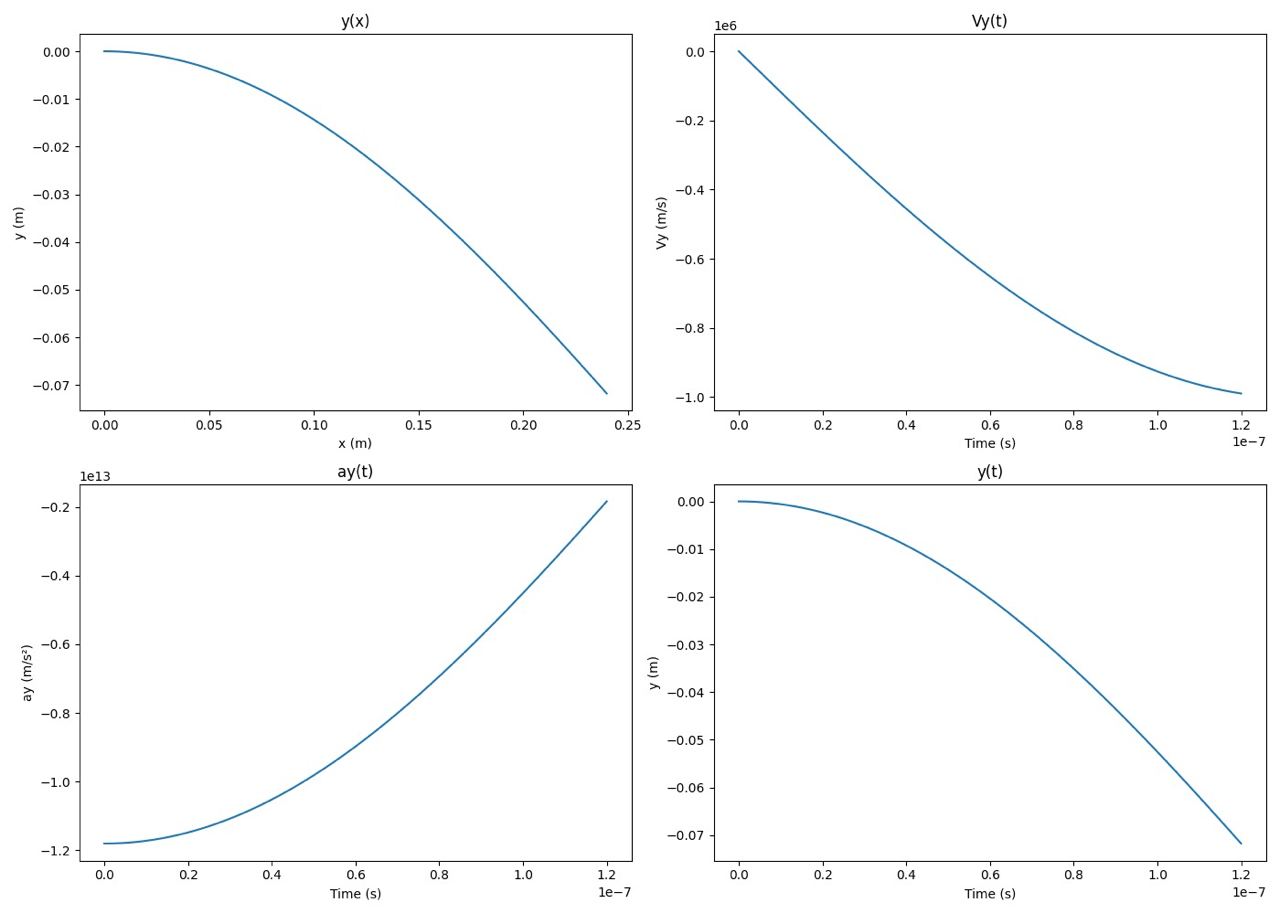 y(x)
0.00
−0.01
−0.02
−0.03
−0.04
−0.05
−0.06
−0.07
y (m)
0.00 0.05 0.10 0.15 0.20 0.25
x (m)
Vy(t)
1e6
0.0
−0.2
−0.4
−0.6
−0.8
−1.0
Vy (m/s)
0.0 0.2 0.4 0.6 0.8 1.0 1.2
Time (s)
1e−7
ay(t)
1e13
−0.2
−0.4
−0.6
−0.8
−1.0
−1.2
ay (m/s²)
0.0 0.2 0.4 0.6 0.8 1.0 1.2
Time (s)
1e−7
y(t)
0.00
−0.01
−0.02
−0.03
−0.04
−0.05
−0.06
−0.07
y (m)
0.0 0.2 0.4 0.6 0.8 1.0 1.2
Time (s)
1e−7